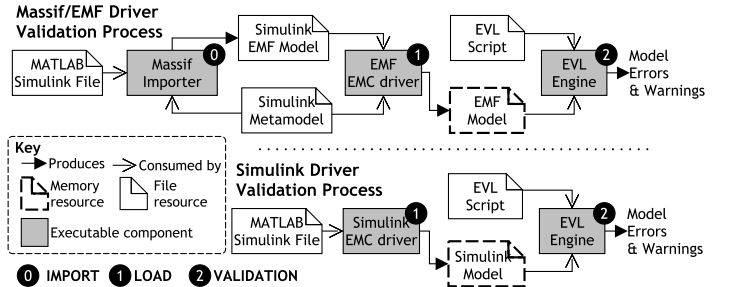 Massif/EMF Driver
Validation Process
MATLAB
Simulink File
Massif
Importer
0
Simulink
EMF Model
Simulink
Metamodel
EMF
EMC driver
1
EVL
Script
EMF
Model
EVL
Engine
2
Model
Errors
& Warnings
Key
Produces
Consumed by
Memory
resource
File
resource
Executable component
0 IMPORT 1 LOAD 2 VALIDATION
Simulink Driver
Validation Process
MATLAB
Simulink File
Simulink
EMC driver
1
EVL
Script
Simulink
Model
EVL
Engine
2
Model
Errors
& Warnings